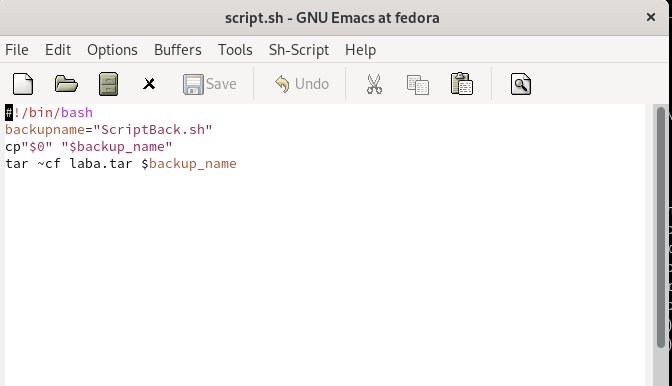 script.sh - GNU Emacs at fedora
File Edit Options Buffers Tools Sh-Script Help
Save Undo
#!/bin/bash
backupname="ScriptBack.sh"
cp"$0" "$backup_name"
tar ~cf laba.tar $backup_name